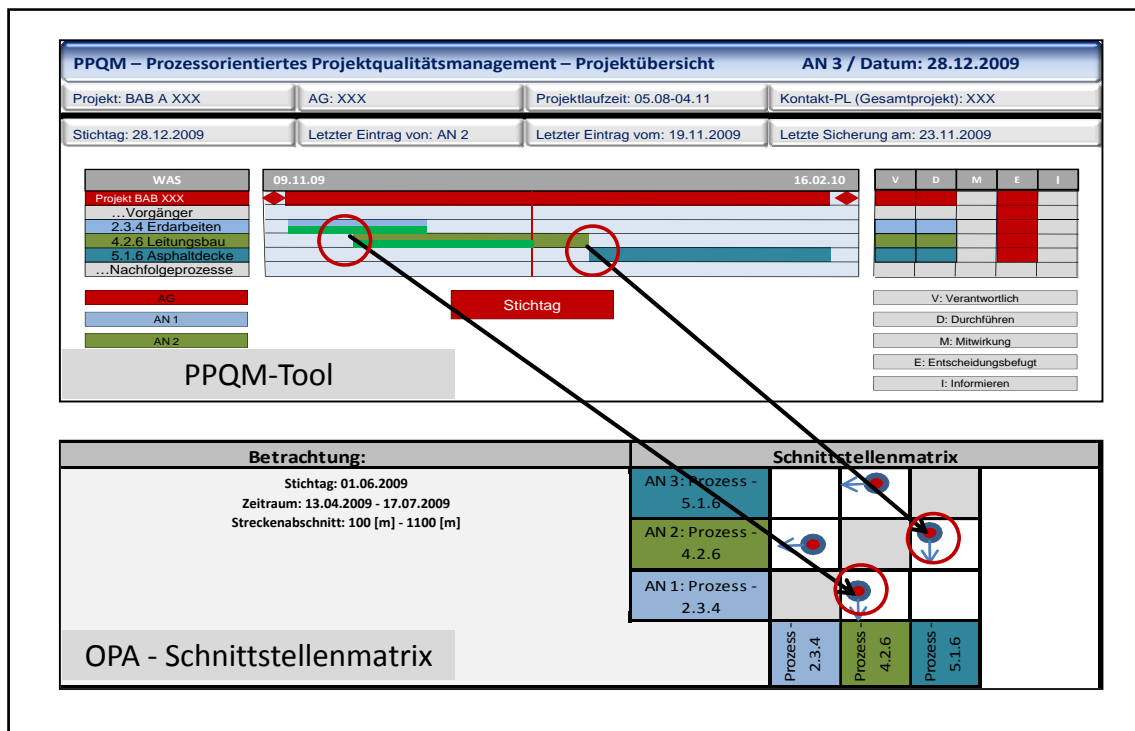 PPQM – Prozessorientiertes Projektqualitätsmanagement – Projektübersicht AN 3 / Datum: 28.12.2009
Projekt: BAB A XXX AG: XXX Projektlaufzeit: 05.08-04.11 Kontakt-PL (Gesamtprojekt): XXX
Stichtag: 28.12.2009 Letzter Eintrag von: AN 2 Letzter Eintrag vom: 19.11.2009 Letzte Sicherung am: 23.11.2009
WAS 09.11.09 16.02.10 V D M E I
Projekt BAB XXX
...Vorgänger
2.3.4 Erdarbeiten
4.2.6 Leitungsbau
5.1.6 Asphaltdecke
...Nachfolgeprozesse
AG
AN 1
AN 2
Stichtag
V: Verantwortlich
D: Durchführen
M: Mitwirkung
E: Entscheidungsbefugt
I: Informieren
PPQM-Tool
Betrachtung:
Stichtag: 01.06.2009
Zeitraum: 13.04.2009 - 17.07.2009
Streckenabschnitt: 100 [m] - 1100 [m]
Schnittstellenmatrix
AN 3: Prozess -
5.1.6
AN 2: Prozess -
4.2.6
AN 1: Prozess -
2.3.4
Prozess -
2.3.4
Prozess -
4.2.6
Prozess -
5.1.6
OPA - Schnittstellenmatrix